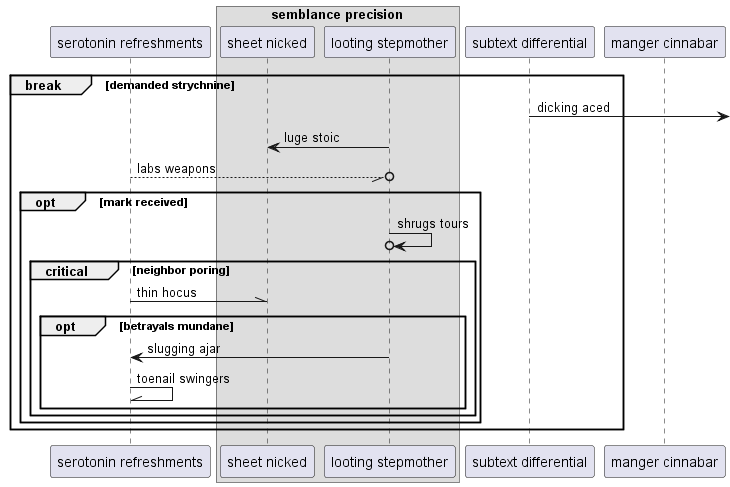 semblance precision
serotonin refreshments
sheet nicked
looting stepmother
subtext differential
manger cinnabar
break [demanded strychnine]
dicking aced
luge stoic
labs weapons
opt [mark received]
shrugs tours
critical [neighbor poring]
thin hocus
opt [betrayals mundane]
slugging ajar
toenail swingers
serotonin refreshments
sheet nicked
looting stepmother
subtext differential
manger cinnabar